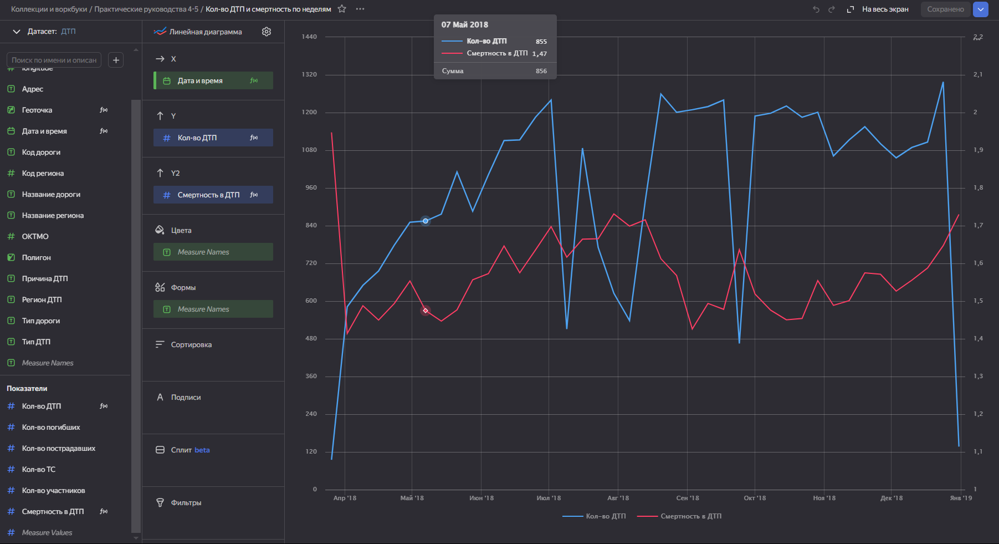 Коллекции и воркбуки / Практические руководства 4-5 / Кол-во ДТП и смертность по неделям
На весь экран
Сохранено
Датасет: ДТП
Поиск по имени и описан
longitude
Адрес
Геоточка
Дата и время
Код дороги
Код региона
Название дороги
Название региона
ОКТМО
Полигон
Причина ДТП
Регион ДТП
Тип дороги
Тип ДТП
Measure Names
Показатели
Кол-во ДТП
Кол-во погибших
Кол-во пострадавших
Кол-во ТС
Кол-во участников
Смертность в ДТП
Measure Values
Линейная диаграмма
X
Дата и время
Y
Кол-во ДТП
Y2
Смертность в ДТП
Цвета
Measure Names
Формы
Measure Names
Сортировка
Подписи
Сплит beta
Фильтры
07 Май 2018
Кол-во ДТП 855
Смертность в ДТП 1,47
Сумма 856
1440
1320
1200
1080
960
840
720
600
480
360
240
120
0
2,2
2,1
2
1,9
1,8
1,7
1,6
1,5
1,4
1,3
1,2
1,1
1
Апр '18 Май '18 Июн '18 Июл '18 Авг '18 Сен '18 Окт '18 Ноя '18 Дек '18 Янв '19
Кол-во ДТП Смертность в ДТП